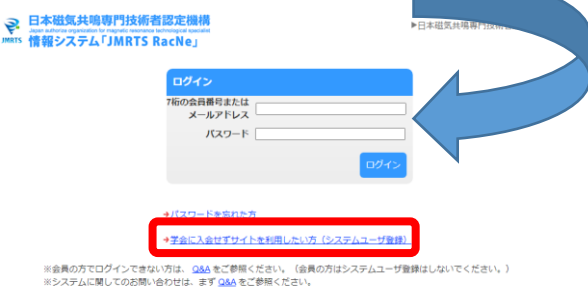 日本磁気共鳴専門技術者認定機構
Japan authorize organization for magnetic resonance technological specialist
JMRTS 情報システム「JMRTS RacNe」
▶日本磁気共鳴専門技術
ログイン
7桁の会員番号または
メールアドレス
パスワード
ログイン
➔パスワードを忘れた方
➔学会に入会せずサイトを利用したい方（システムユーザ登録）
※会員の方でログインできない方は、 Q&A をご参照ください。（会員の方はシステムユーザ登録はしないでください。）
※システムに関してのお問い合わせは、まず Q&A をご参照ください。